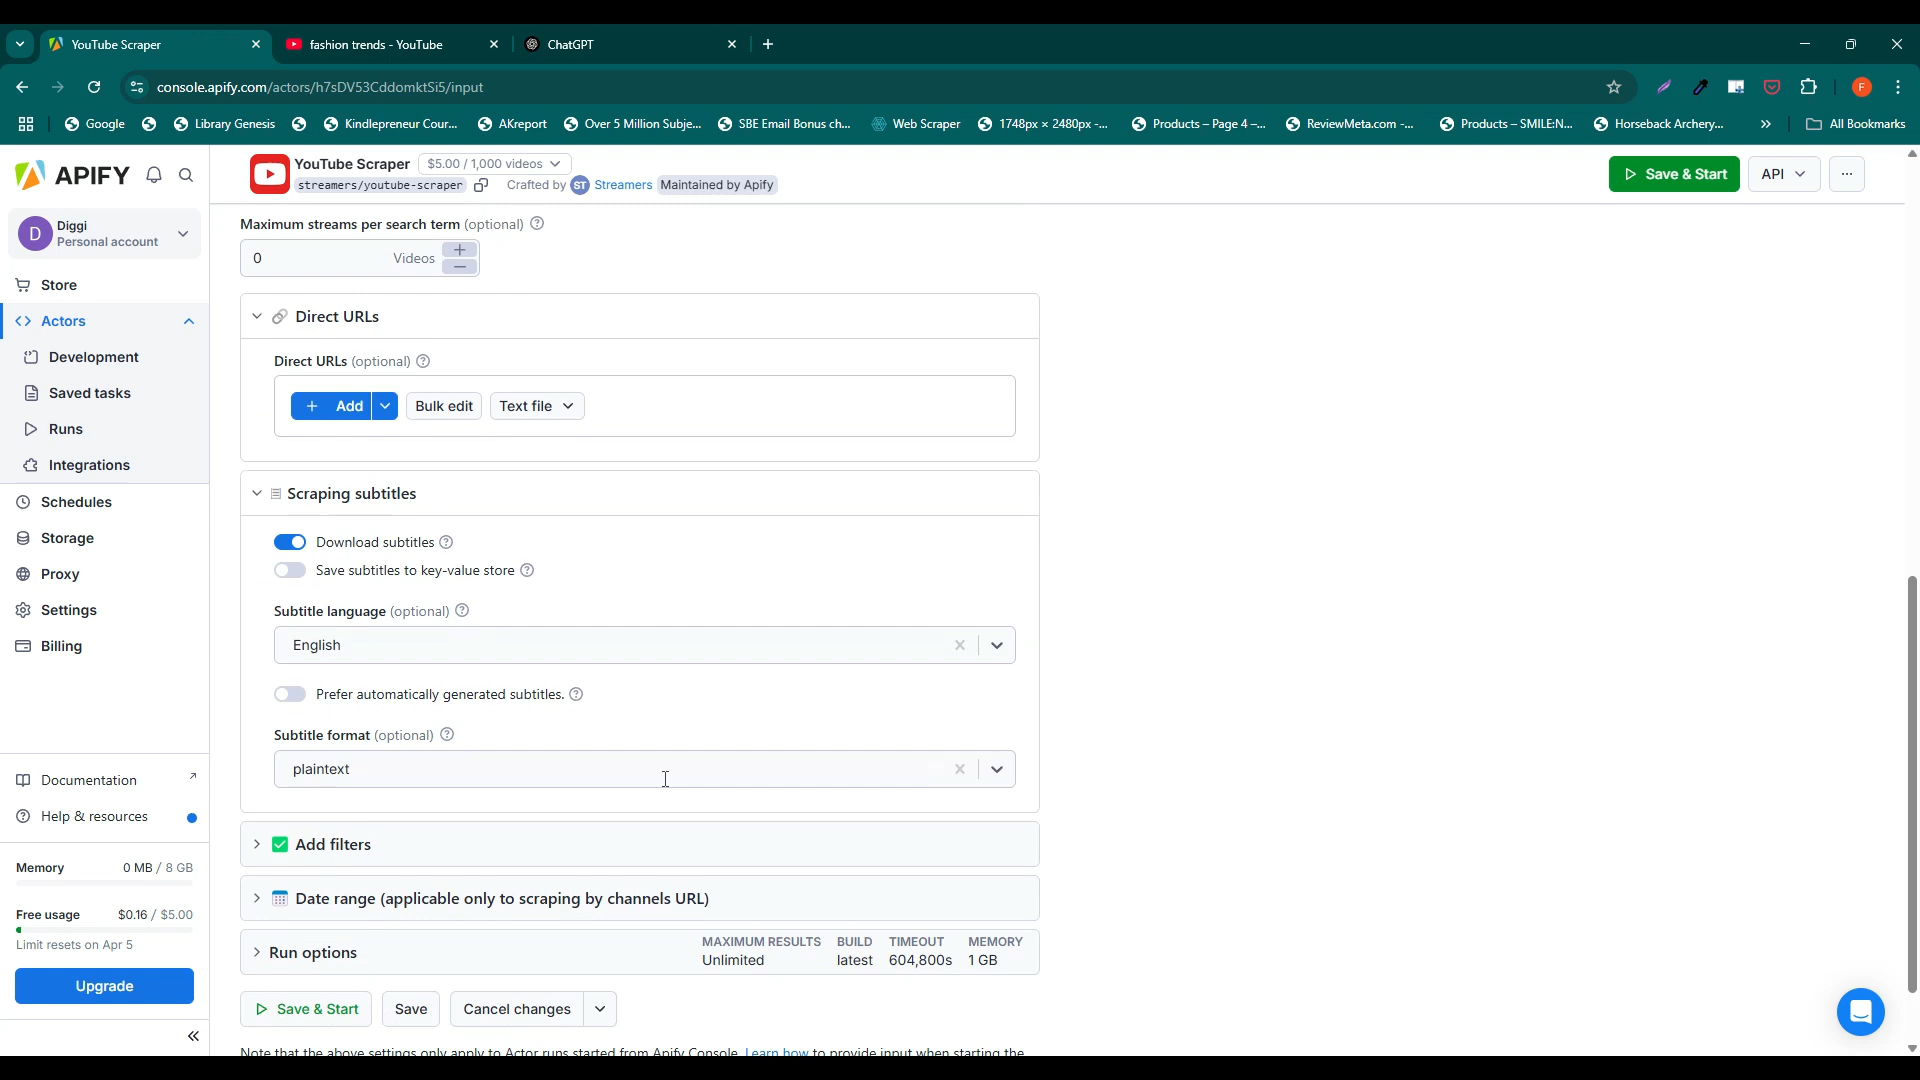 YouTube Scraper
fashion trends - YouTube
ChatGPT
console.apify.com/actors/h7sDV53CddomktSi5/input
F
Google
Library Genesis
Kindlepreneur Cour...
AKreport
Over 5 Million Subje...
SBE Email Bonus ch...
Web Scraper
1748px × 2480px -...
Products – Page 4 –...
ReviewMeta.com -...
Products – SMILE:N...
Horseback Archery...
»
All Bookmarks
APIFY
YouTube Scraper
$5.00 / 1,000 videos
streamers/youtube-scraper
Crafted by ST Streamers
Maintained by Apify
Save & Start
API
...
D
Diggi
Personal account
Store
Actors
Development
Saved tasks
Runs
Integrations
Schedules
Storage
Proxy
Settings
Billing
Documentation
Help & resources
Memory 0 MB / 8 GB
Free usage $0.16 / $5.00
Limit resets on Apr 5
Upgrade
Maximum streams per search term (optional)
0 Videos
Direct URLs
Direct URLs (optional)
+ Add
Bulk edit
Text file
Scraping subtitles
Download subtitles
Save subtitles to key-value store
Subtitle language (optional)
English
Prefer automatically generated subtitles.
Subtitle format (optional)
plaintext
Add filters
Date range (applicable only to scraping by channels URL)
Run options
MAXIMUM RESULTS BUILD TIMEOUT MEMORY
Unlimited latest 604,800s 1 GB
Save & Start
Save
Cancel changes
Note that the above settings only apply to Actor runs started from Apify Console. Learn how to provide input when starting the